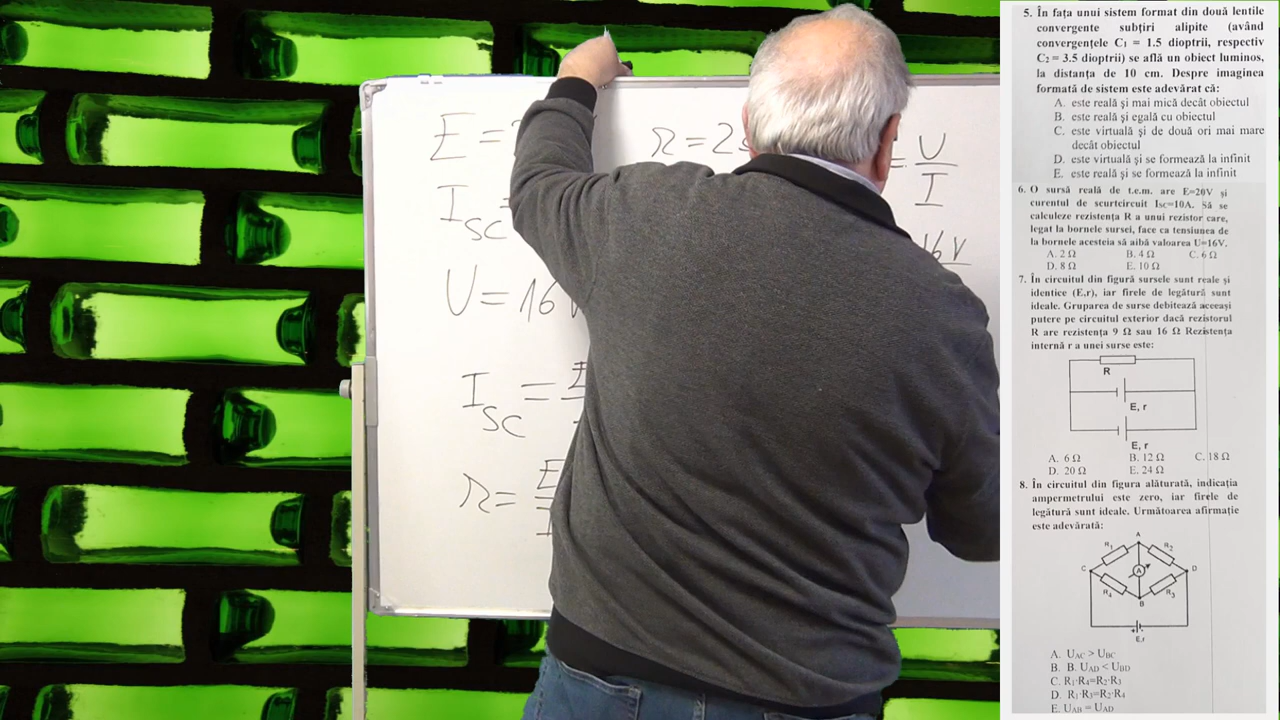 E =
I
SC
U = 16
I
SC
=
r =
r = 2
=
U
I
16 V
5. În fața unui sistem format din două lentile
convergente subțiri alipite (având
convergențele C₁ = 1.5 dioptrii, respectiv
C₂ = 3.5 dioptrii) se află un obiect luminos,
la distanța de 10 cm. Despre imaginea
formată de sistem este adevărat că:
A. este reală și mai mică decât obiectul
B. este reală și egală cu obiectul
C. este virtuală și de două ori mai mare
decât obiectul
D. este virtuală și se formează la infinit
E. este reală și se formează la infinit
6. O sursă reală de t.e.m. are E=20V și
curentul de scurtcircuit Isc=10A. Să se
calculeze rezistența R a unui rezistor care,
legat la bornele sursei, face ca tensiunea de
la bornele acesteia să aibă valoarea U=16V.
A. 2 Ω B. 4 Ω C. 6 Ω
D. 8 Ω E. 10 Ω
7. În circuitul din figură sursele sunt reale și
identice (E,r), iar firele de legătură sunt
ideale. Gruparea de surse debitează aceeași
putere pe circuitul exterior dacă rezistorul
R are rezistența 9 Ω sau 16 Ω Rezistența
internă r a unei surse este:
R
E, r
E, r
A. 6 Ω B. 12 Ω C. 18 Ω
D. 20 Ω E. 24 Ω
8. În circuitul din figura alăturată, indicația
ampermetrului este zero, iar firele de
legătură sunt ideale. Următoarea afirmație
este adevărată:
A
R₁ R₂
C A D
R₄ R₃
B
E,r
A. UAC > UBC
B. B. UAD < UBD
C. R₁·R₄=R₂·R₃
D. R₁·R₃=R₂·R₄
E. UAB = UAD